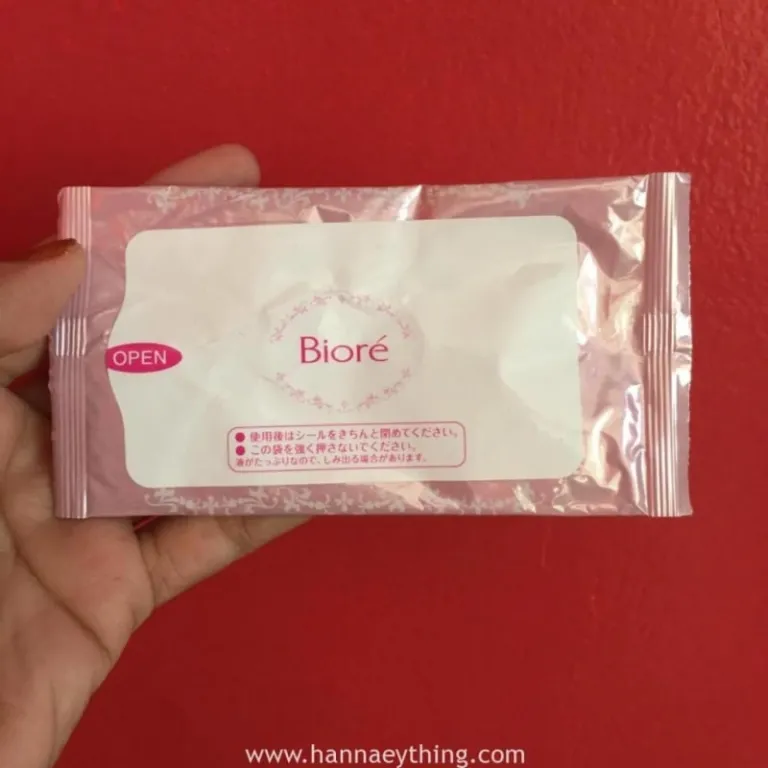 OPEN
Bioré
● 使用後はシールをきちんと閉めてください。
● この袋を強く押さないでください。
液がたっぷりなので、しみ出る場合があります。
www.hannaeything.com